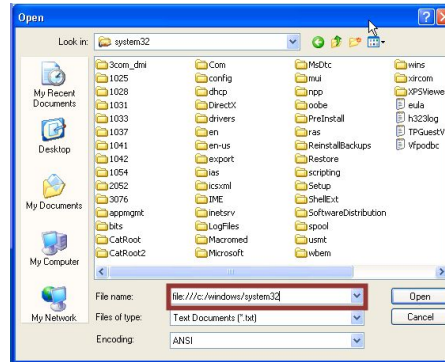 Open
Look in: system32
My Recent Documents
Desktop
My Documents
My Computer
My Network
3com_dmi
1025
1028
1031
1033
1037
1041
1042
1054
2052
3076
appmgmt
bits
CatRoot
CatRoot2
Com
config
dhcp
DirectX
drivers
en
en-us
export
ias
icsxml
IME
inetsrv
LogFiles
Macromed
Microsoft
MsDtc
mui
npp
oobe
PreInstall
ras
ReinstallBackups
Restore
scripting
Setup
ShellExt
SoftwareDistribution
spool
usmt
wbem
wins
xircom
XPSViewe
eula
h323log
TPGuestV
Vfpodbc
File name: file:///c:/windows/system32
Open
Files of type: Text Documents (*.txt)
Cancel
Encoding: ANSI